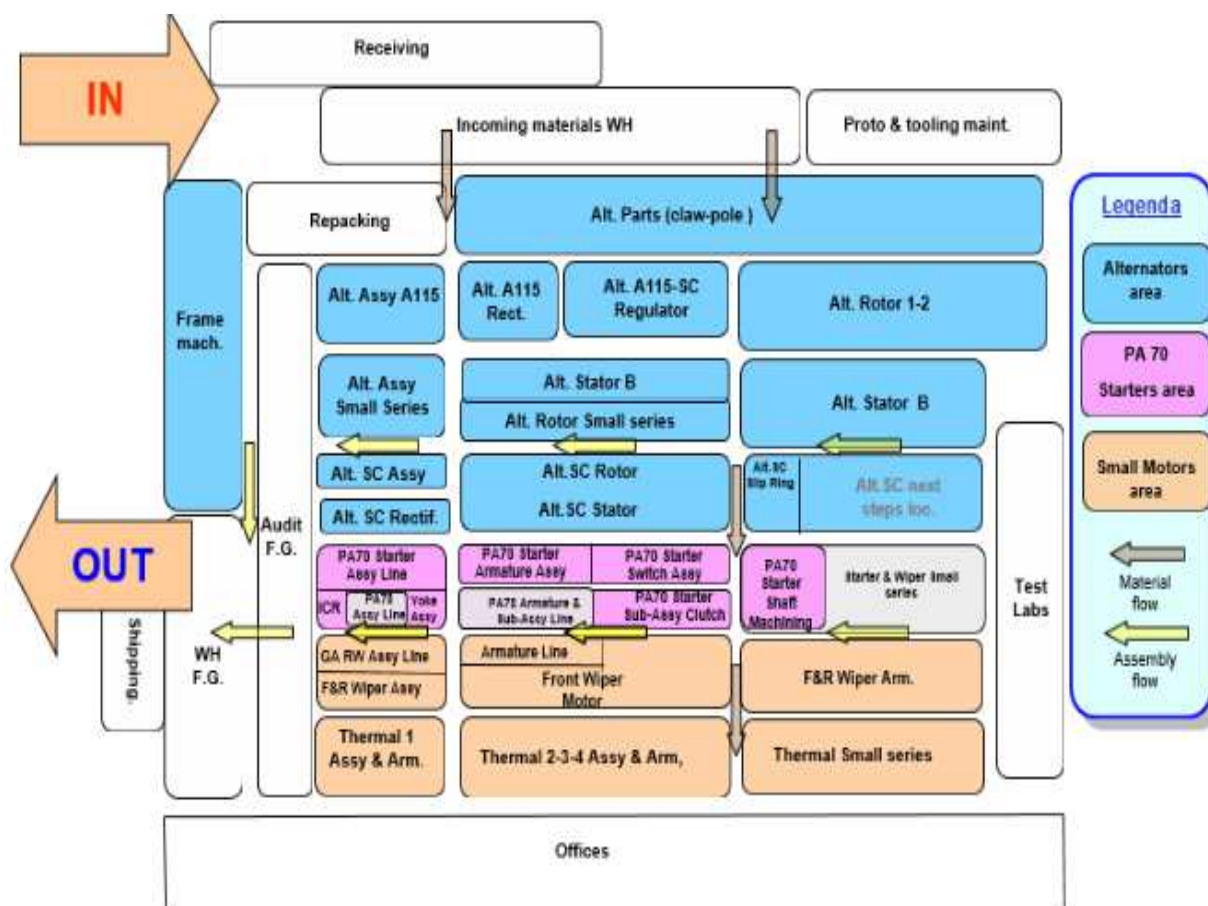 Receiving
IN
Incoming materials WH
Proto & tooling maint.
Repacking
Alt. Parts (claw-pole )
Legenda
Alternators
area
PA 70
Starters area
Small Motors
area
Material
flow
Assembly
flow
Frame
mach.
Alt. Assy A115
Alt. A115
Rect.
Alt. A115-SC
Regulator
Alt. Rotor 1-2
Alt. Assy
Small Series
Alt. Stator B
Alt. Rotor Small series
Alt. Stator B
Alt. SC Assy
Alt. SC Rectif.
Alt.SC Rotor
Alt.SC Stator
Alt.SC
Slip Ring
Alt.SC next
steps loc.
OUT
Audit
F.G.
PA70 Starter
Assy Line
ICR
PA70
Assy Line
Yoke
Assy
PA70 Starter
Armature Assy
PA70 Starter
Switch Assy
PA70 Armature &
Sub-Assy Line
PA70 Starter
Sub-Assy Clutch
PA70
Starter
Shaft
Machining
Starter & Wiper Small
series
Test
Labs
Shipping.
WH
F.G.
GA RW Assy Line
F&R Wiper Assy
Armature Line
Front Wiper
Motor
F&R Wiper Arm.
Thermal 1
Assy & Arm.
Thermal 2-3-4 Assy & Arm,
Thermal Small series
Offices